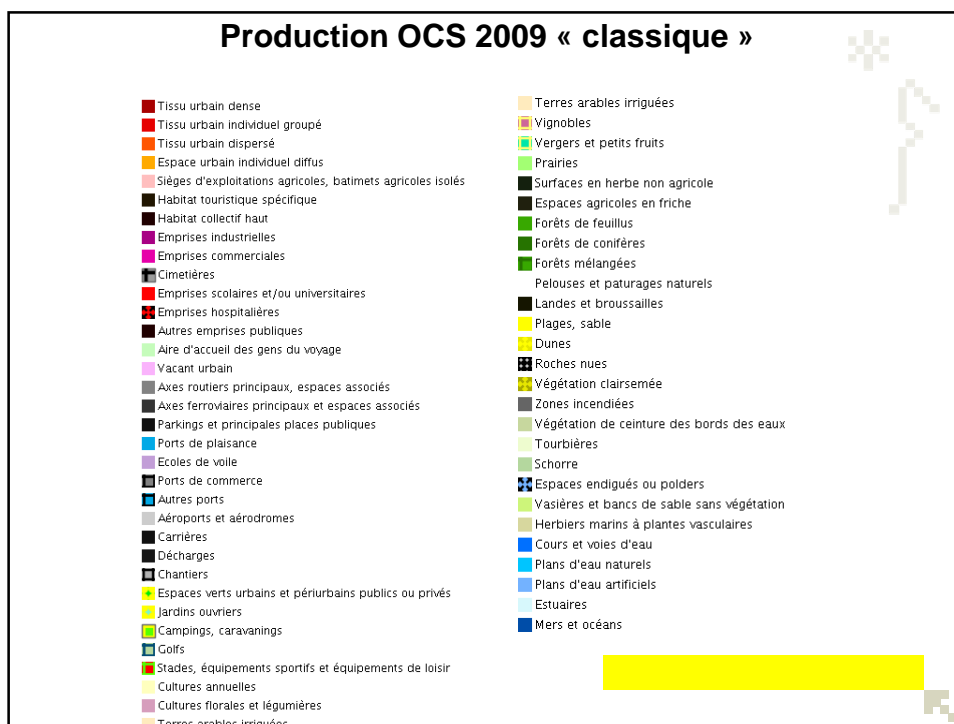 Production OCS 2009 « classique »
Tissu urbain dense
Tissu urbain individuel groupé
Tissu urbain dispersé
Espace urbain individuel diffus
Sièges d'exploitations agricoles, batimets agricoles isolés
Habitat touristique spécifique
Habitat collectif haut
Emprises industrielles
Emprises commerciales
Cimetières
Emprises scolaires et/ou universitaires
Emprises hospitalières
Autres emprises publiques
Aire d'accueil des gens du voyage
Vacant urbain
Axes routiers principaux, espaces associés
Axes ferroviaires principaux et espaces associés
Parkings et principales places publiques
Ports de plaisance
Ecoles de voile
Ports de commerce
Autres ports
Aéroports et aérodromes
Carrières
Décharges
Chantiers
Espaces verts urbains et périurbains publics ou privés
Jardins ouvriers
Campings, caravanings
Golfs
Stades, équipements sportifs et équipements de loisir
Cultures annuelles
Cultures florales et légumières
Terres arables irriguées
Terres arables irriguées
Vignobles
Vergers et petits fruits
Prairies
Surfaces en herbe non agricole
Espaces agricoles en friche
Forêts de feuillus
Forêts de conifères
Forêts mélangées
Pelouses et paturages naturels
Landes et broussailles
Plages, sable
Dunes
Roches nues
Végétation clairsemée
Zones incendiées
Végétation de ceinture des bords des eaux
Tourbières
Schorre
Espaces endigués ou polders
Vasières et bancs de sable sans végétation
Herbiers marins à plantes vasculaires
Cours et voies d'eau
Plans d'eau naturels
Plans d'eau artificiels
Estuaires
Mers et océans